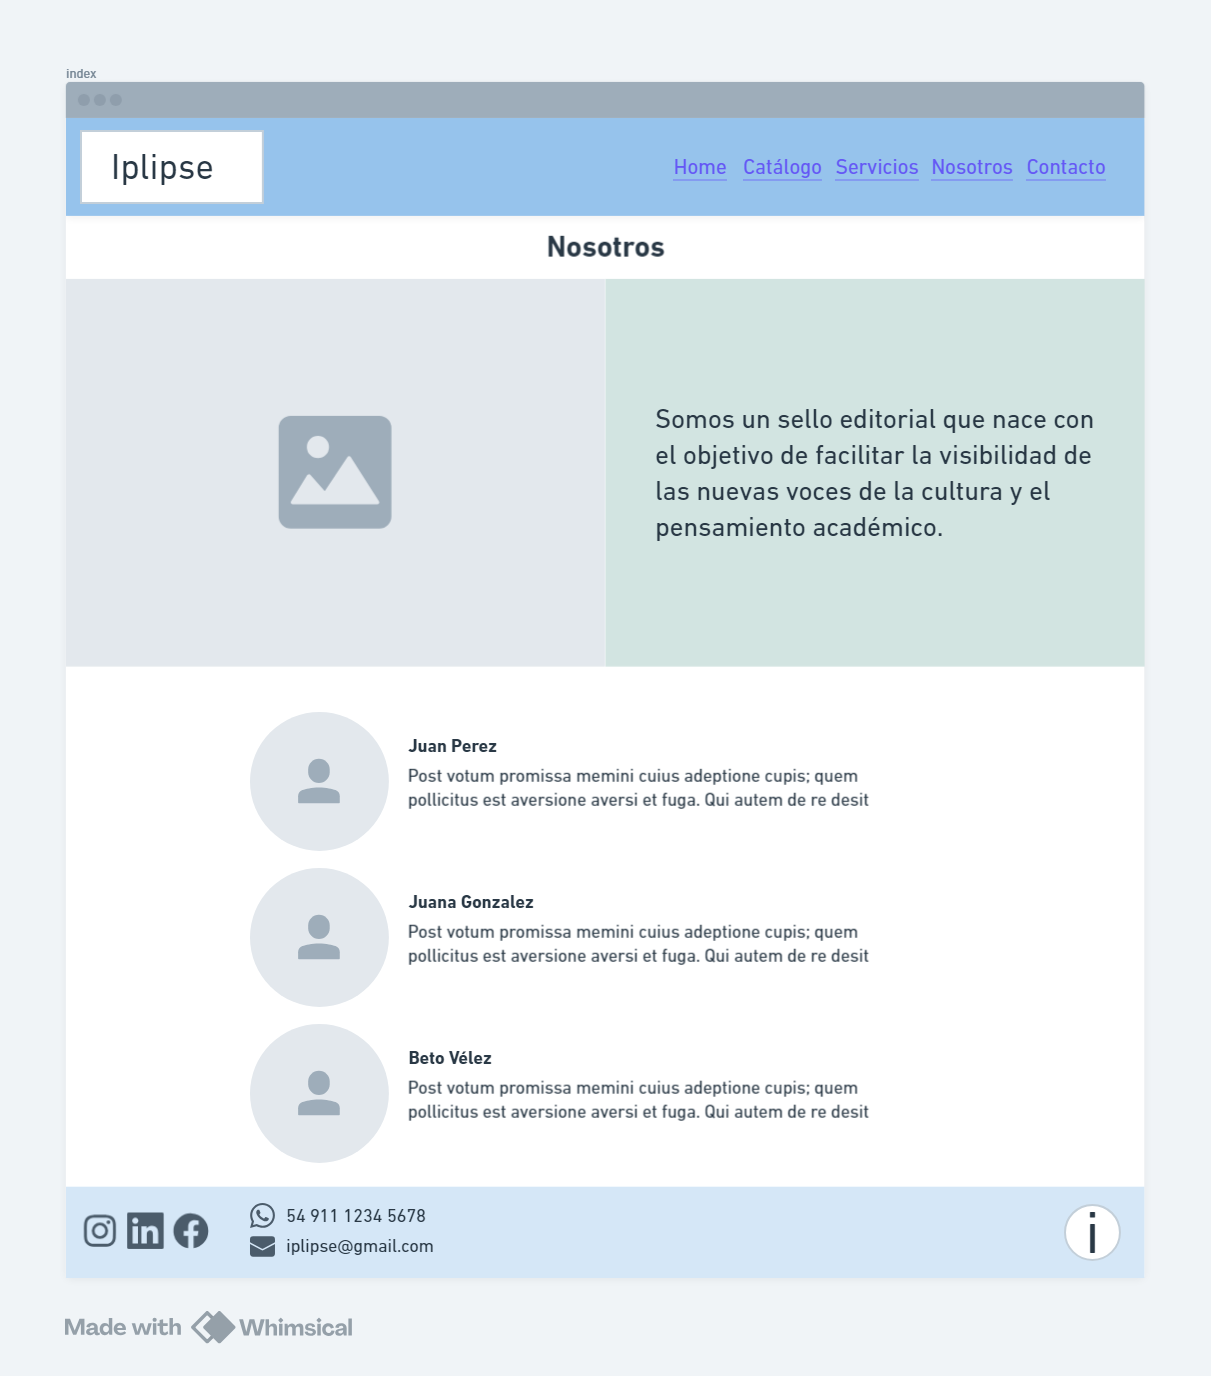 index
Iplipse
Home Catálogo Servicios Nosotros Contacto
Nosotros
Somos un sello editorial que nace con
el objetivo de facilitar la visibilidad de
las nuevas voces de la cultura y el
pensamiento académico.
Juan Perez
Post votum promissa memini cuius adeptione cupis; quem
pollicitus est aversione aversi et fuga. Qui autem de re desit
Juana Gonzalez
Post votum promissa memini cuius adeptione cupis; quem
pollicitus est aversione aversi et fuga. Qui autem de re desit
Beto Vélez
Post votum promissa memini cuius adeptione cupis; quem
pollicitus est aversione aversi et fuga. Qui autem de re desit
in
54 911 1234 5678
iplipse@gmail.com
i
Made with Whimsical